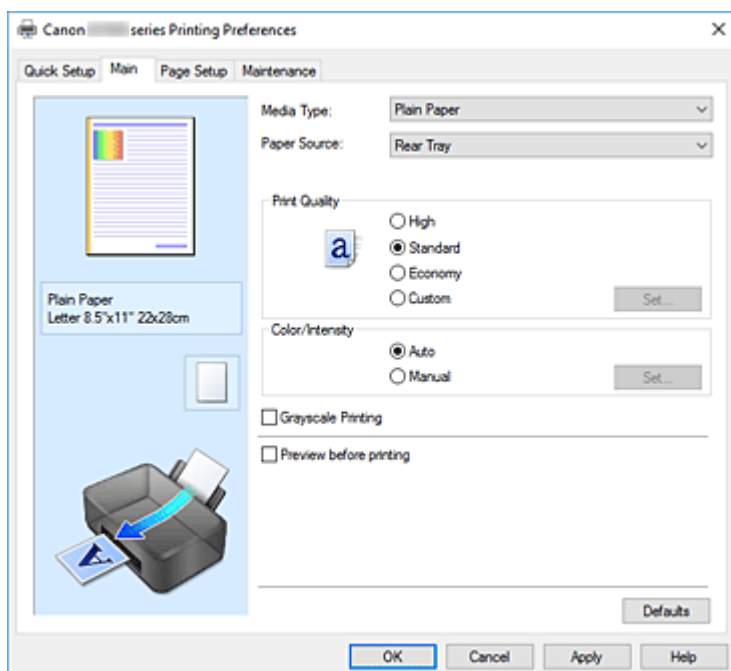 Canon series Printing Preferences
Quick Setup Main Page Setup Maintenance
Media Type: Plain Paper
Paper Source: Rear Tray
Print Quality
High
a
Standard
Economy
Custom Set...
Plain Paper
Letter 8.5"x11" 22x28cm
Color/Intensity
Auto
Manual Set...
Grayscale Printing
Preview before printing
A
Defaults
OK Cancel Apply Help